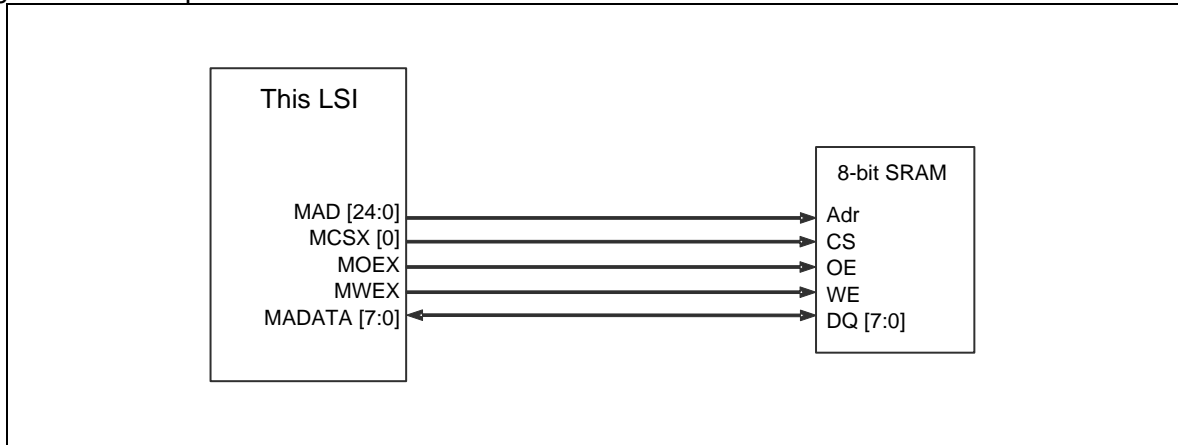 This LSI
8-bit SRAM
MAD [24:0]
Adr
MCSX [0]
CS
MOEX
OE
MWEX
WE
MADATA [7:0]
DQ [7:0]